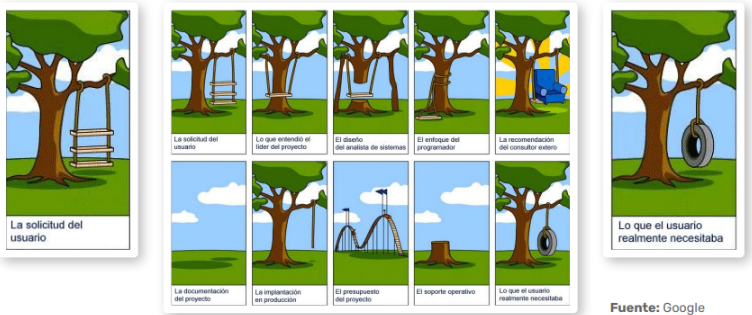 La solicitud del
usuario
La solicitud del
usuario
Lo que entendió el
líder del proyecto
El diseño
del analista de sistemas
El enfoque del
programador
La recomendación
del consultor extero
La documentación
del proyecto
La implantación
en producción
El presupuesto
del proyecto
El soporte operativo
Lo que el usuario
realmente necesitaba
Lo que el usuario
realmente necesitaba
Fuente: Google